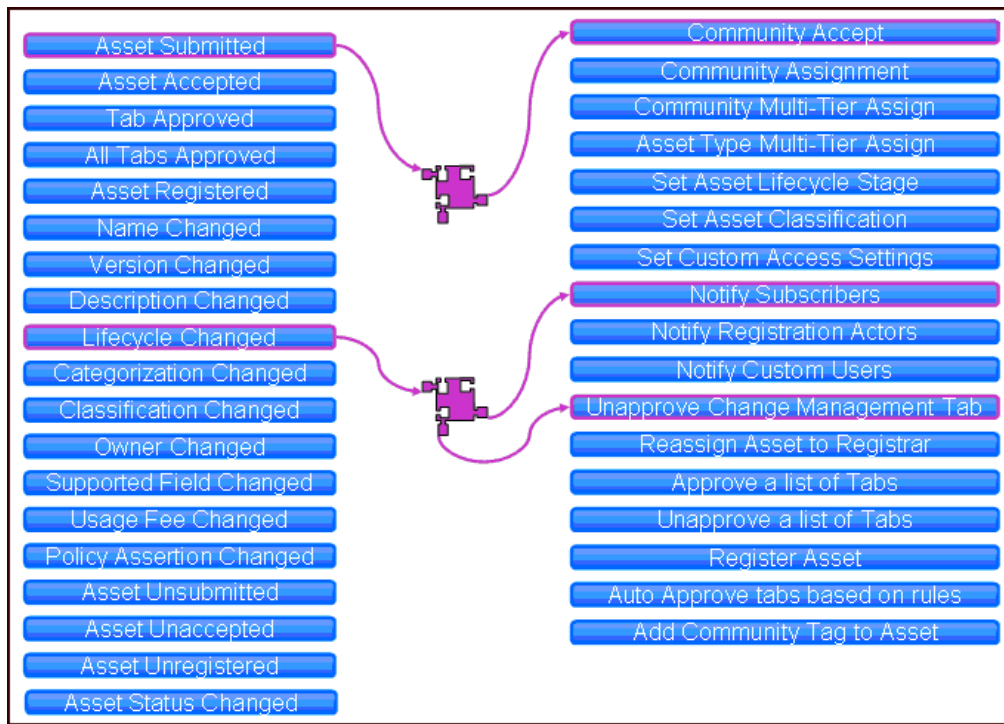 Asset Submitted
Asset Accepted
Tab Approved
All Tabs Approved
Asset Registered
Name Changed
Version Changed
Description Changed
Lifecycle Changed
Categorization Changed
Classification Changed
Owner Changed
Supported Field Changed
Usage Fee Changed
Policy Assertion Changed
Asset Unsubmitted
Asset Unaccepted
Asset Unregistered
Asset Status Changed
Community Accept
Community Assignment
Community Multi-Tier Assign
Asset Type Multi-Tier Assign
Set Asset Lifecycle Stage
Set Asset Classification
Set Custom Access Settings
Notify Subscribers
Notify Registration Actors
Notify Custom Users
Unapprove Change Management Tab
Reassign Asset to Registrar
Approve a list of Tabs
Unapprove a list of Tabs
Register Asset
Auto Approve tabs based on rules
Add Community Tag to Asset